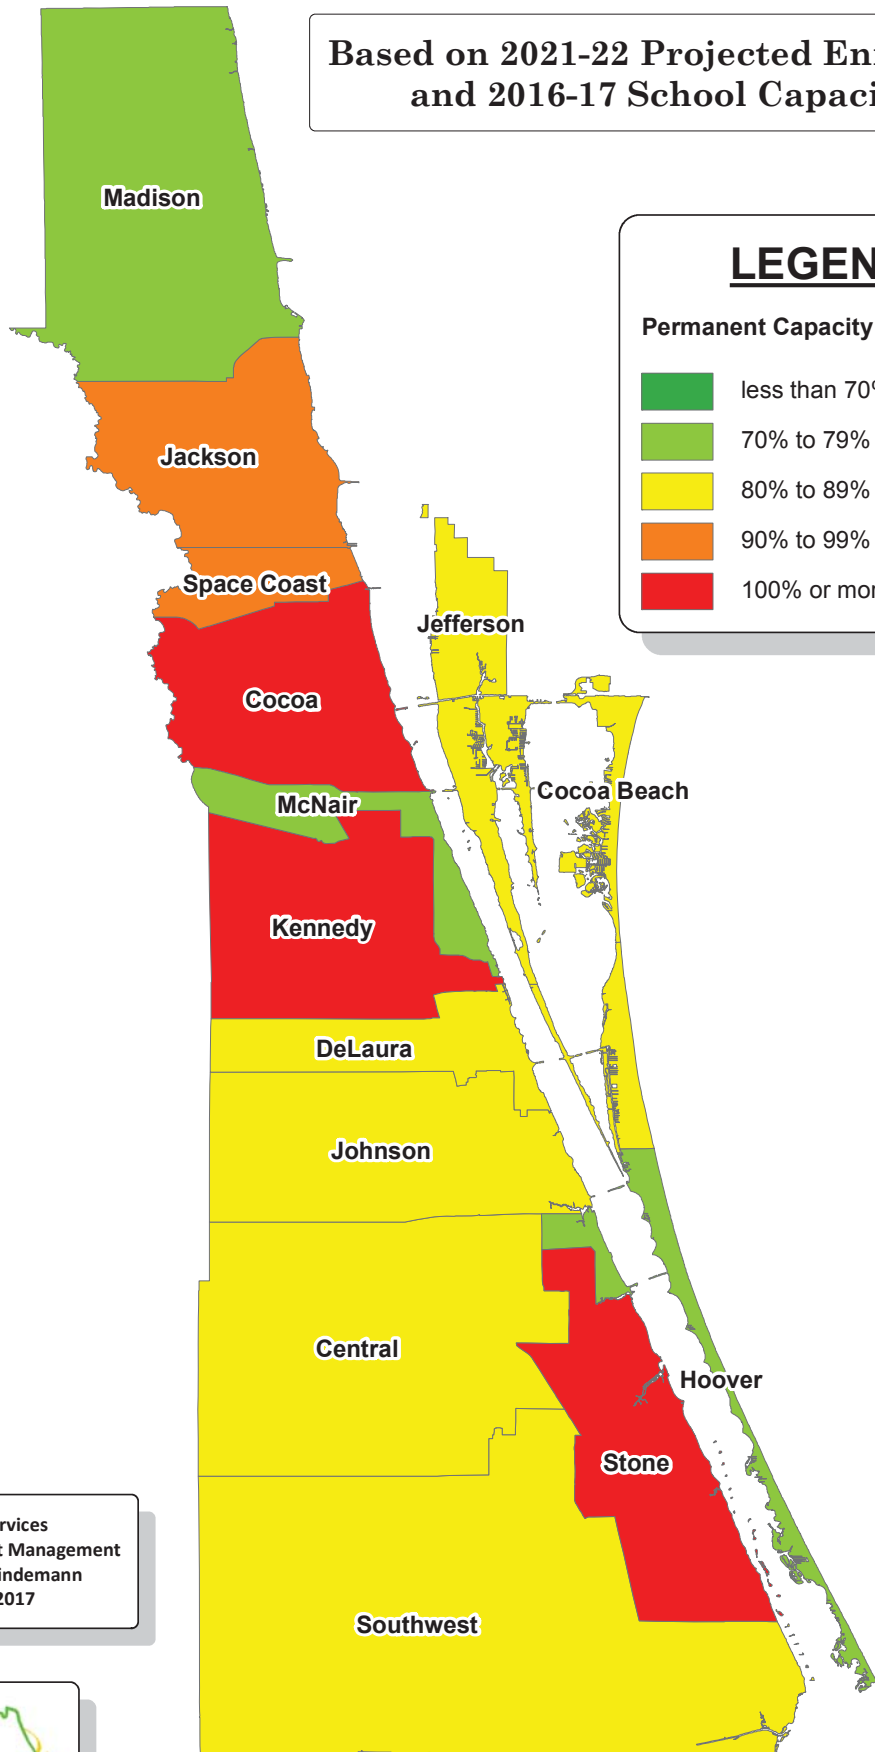 Based on 2021-22 Projected En
and 2016-17 School Capaci
LEGEN
Permanent Capacity
less than 70%
70% to 79%
80% to 89%
90% to 99%
100% or mor
Madison
Jackson
Space Coast
Jefferson
Cocoa
Cocoa Beach
McNair
Kennedy
DeLaura
Johnson
Central
Hoover
Stone
Southwest
rvices
t Management
indemann
2017